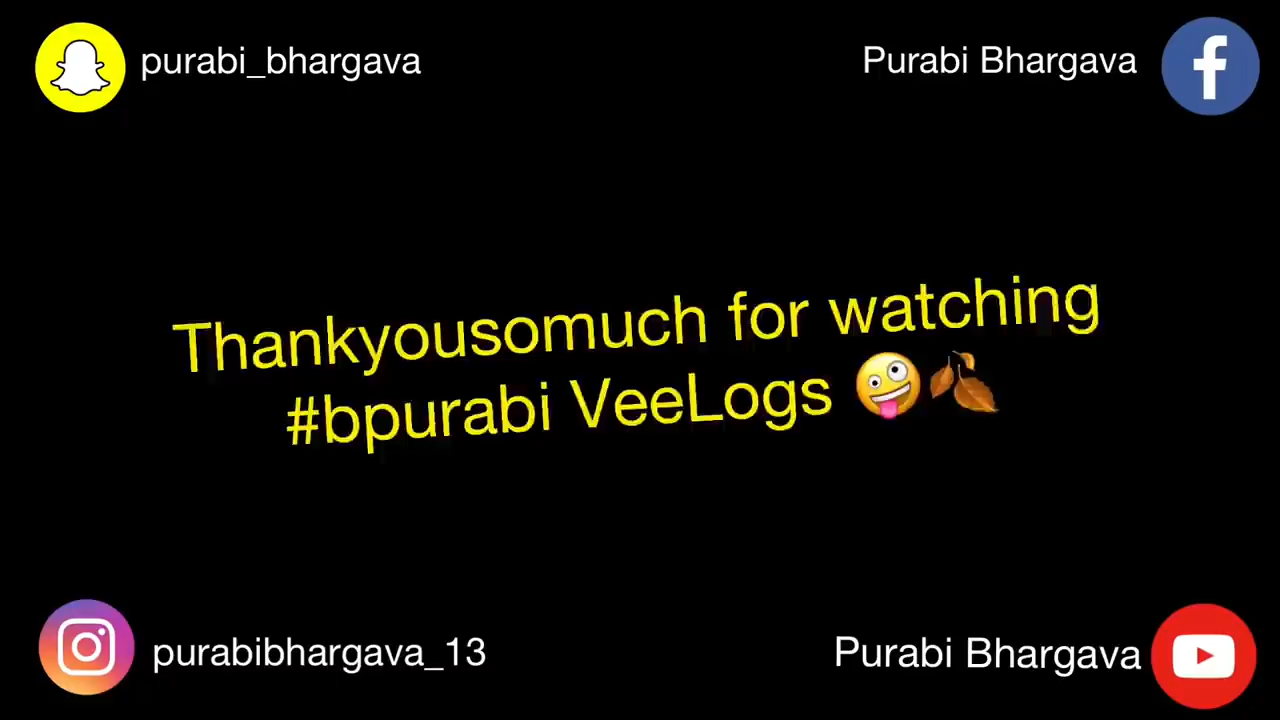 purabi_bhargava
Purabi Bhargava
Thankyousomuch for watching
#bpurabi VeeLogs 🤪🍂
purabibhargava_13
Purabi Bhargava